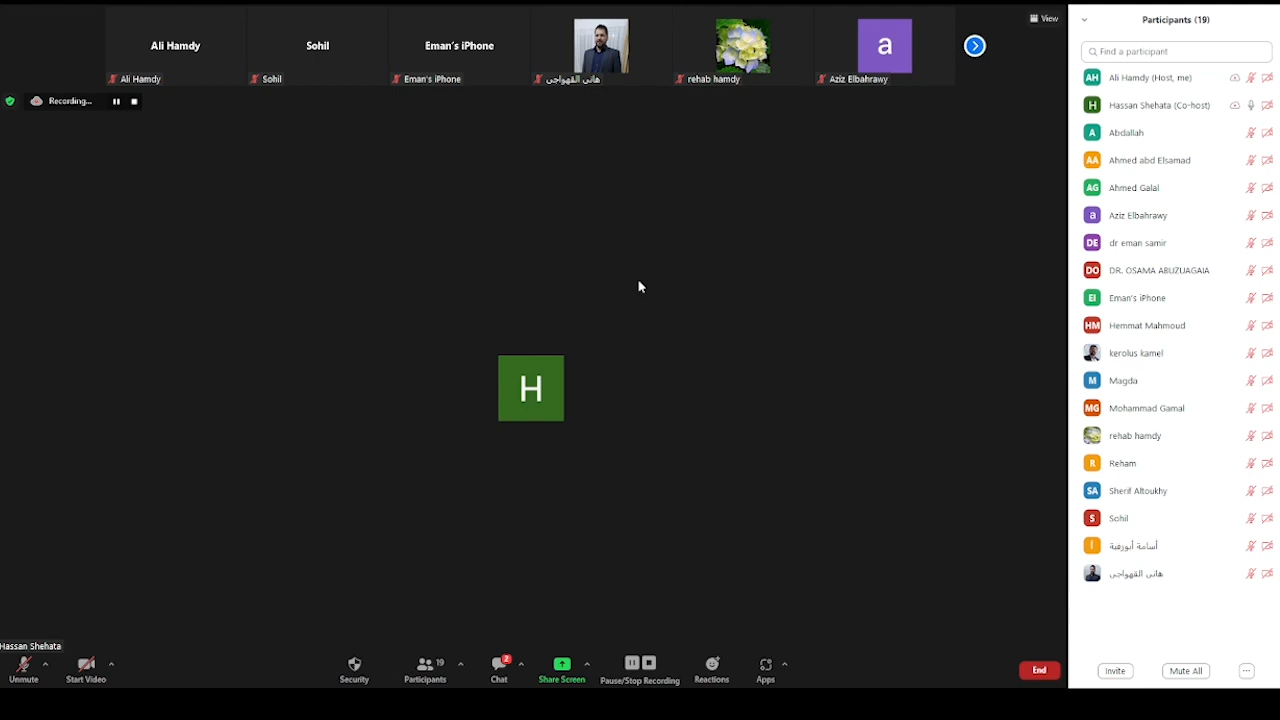 View
Participants (19)
Ali Hamdy
Sohil
Eman's iPhone
a
Ali Hamdy
Sohil
Eman's iPhone
هانى القهواجى
rehab hamdy
Aziz Elbahrawy
Find a participant
Recording...
AH Ali Hamdy (Host, me)
H Hassan Shehata (Co-host)
A Abdallah
AA Ahmed abd Elsamad
AG Ahmed Galal
a Aziz Elbahrawy
DE dr eman samir
DO DR. OSAMA ABUZUAGAIA
EI Eman's iPhone
HM Hemmat Mahmoud
kerolus kamel
M Magda
MG Mohammad Gamal
rehab hamdy
R Reham
SA Sherif Altoukhy
S Sohil
أ أسامة أبوزقية
هانى القهواجى
H
Hassan Shehata
Unmute
Start Video
Security
19
Participants
2
Chat
Share Screen
Pause/Stop Recording
Reactions
Apps
End
Invite
Mute All
...